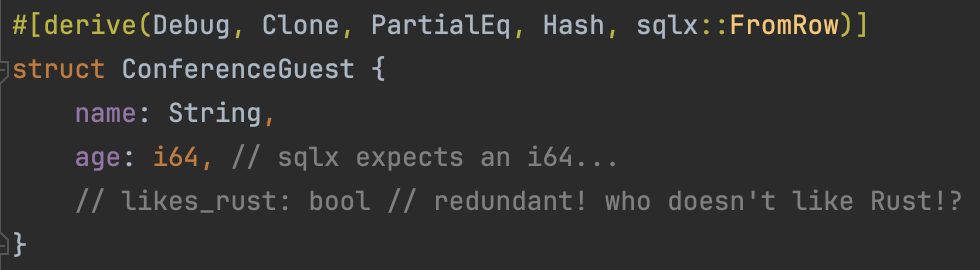 #[derive(Debug, Clone, PartialEq, Hash, sqlx::FromRow)]
struct ConferenceGuest {
    name: String,
    age: i64, // sqlx expects an i64...
    // likes_rust: bool // redundant! who doesn't like Rust!?
}